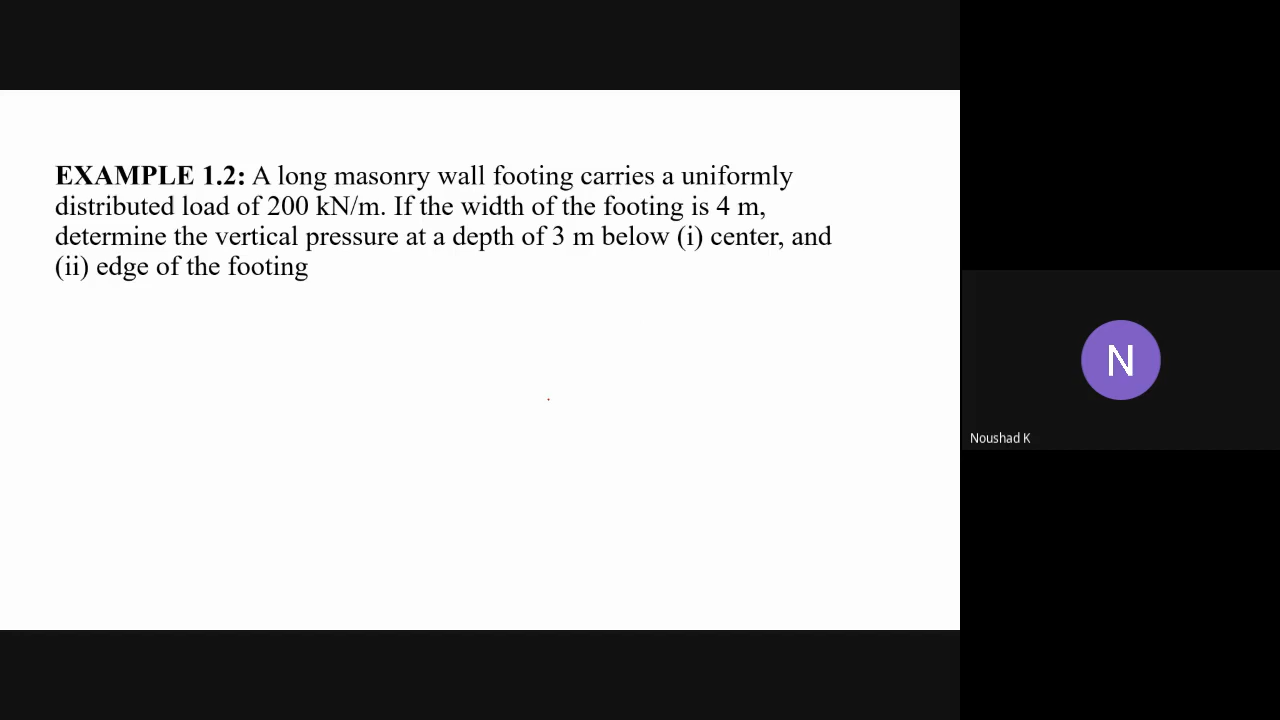 EXAMPLE 1.2: A long masonry wall footing carries a uniformly
distributed load of 200 kN/m. If the width of the footing is 4 m,
determine the vertical pressure at a depth of 3 m below (i) center, and
(ii) edge of the footing
N
Noushad K